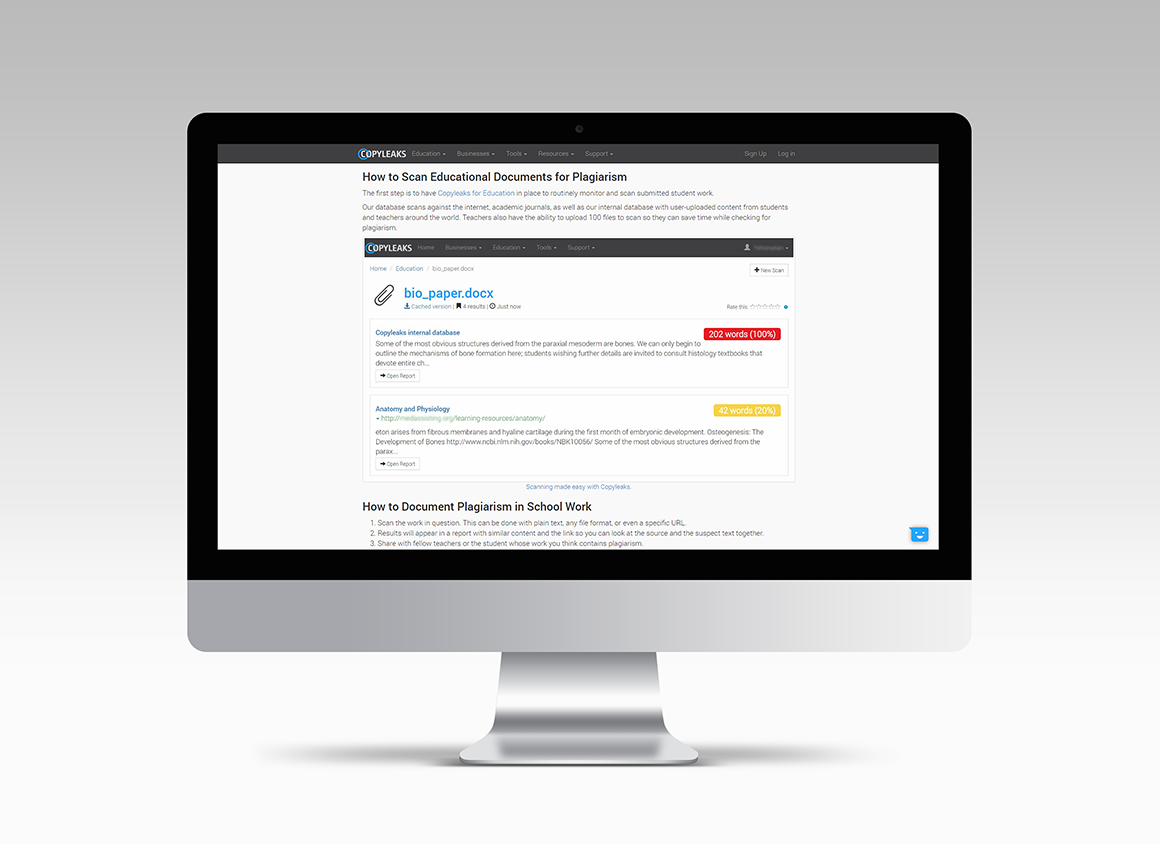 COPYLEAKS Education Businesses Tools Resources Support Sign Up Log in
How to Scan Educational Documents for Plagiarism
The first step is to have Copyleaks for Education in place to routinely monitor and scan submitted student work.
Our database scans against the internet, academic journals, as well as our internal database with user-uploaded content from students
and teachers around the world. Teachers also have the ability to upload 100 files to scan so they can save time while checking for
plagiarism.
COPYLEAKS Home Businesses Education Tools Support
Home / Education / bio_paper.docx
New Scan
bio_paper.docx
Cached version | 4 results | Just now
Rate this:
Copyleaks internal database
202 words (100%)
Some of the most obvious structures derived from the paraxial mesoderm are bones. We can only begin to
outline the mechanisms of bone formation here; students wishing further details are invited to consult histology textbooks that
devote entire ch...
Open Report
Anatomy and Physiology
42 words (20%)
http:// /learning-resources/anatomy/
eton arises from fibrous membranes and hyaline cartilage during the first month of embryonic development. Osteogenesis: The
Development of Bones http://www.ncbi.nlm.nih.gov/books/NBK10056/ Some of the most obvious structures derived from the
parax...
Open Report
Scanning made easy with Copyleaks.
How to Document Plagiarism in School Work
1. Scan the work in question. This can be done with plain text, any file format, or even a specific URL.
2. Results will appear in a report with similar content and the link so you can look at the source and the suspect text together.
3. Share with fellow teachers or the student whose work you think contains plagiarism.